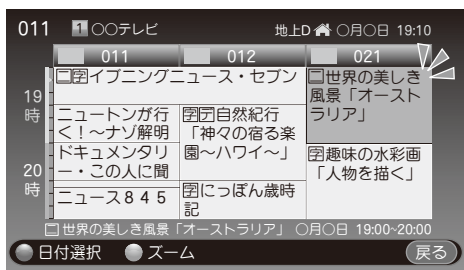 011 1 ○○テレビ 地上D ○月○日 19:10
011 012 021
二字イブニングニュース・セブン
二世界の美しき
風景「オースト
ラリア」
19
時
ニュートンが行
く!～ナゾ解明
字デ自然紀行
「神々の宿る楽
園～ハワイ～」
ドキュメンタリ
ー・この人に聞
字趣味の水彩画
「人物を描く」
20
時
ニュース845
字にっぽん歳時
記
二世界の美しき風景「オーストラリア」 ○月○日 19:00~20:00
日付選択 ズーム 戻る